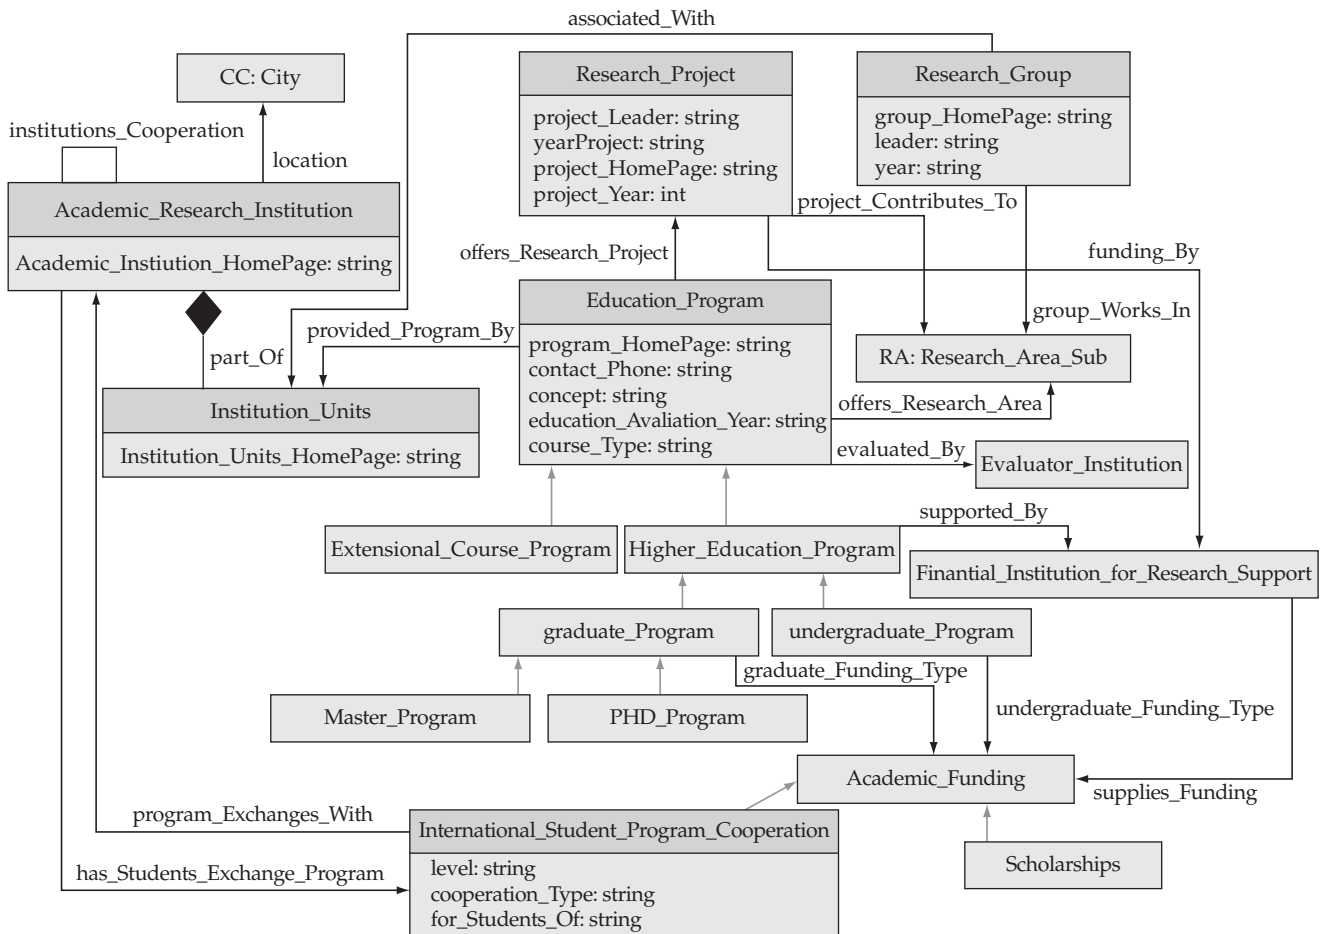 associated_With
CC: City
Research_Project
project_Leader: string
yearProject: string
project_HomePage: string
project_Year: int
Research_Group
group_HomePage: string
leader: string
year: string
institutions_Cooperation
location
Academic_Research_Institution
Academic_Instiution_HomePage: string
project_Contributes_To
offers_Research_Project
funding_By
Education_Program
program_HomePage: string
contact_Phone: string
concept: string
education_Avaliation_Year: string
course_Type: string
group_Works_In
provided_Program_By
part_Of
RA: Research_Area_Sub
Institution_Units
Institution_Units_HomePage: string
offers_Research_Area
evaluated_By
Evaluator_Institution
supported_By
Extensional_Course_Program
Higher_Education_Program
Finantial_Institution_for_Research_Support
graduate_Program
undergraduate_Program
graduate_Funding_Type
Master_Program
PHD_Program
undergraduate_Funding_Type
Academic_Funding
supplies_Funding
program_Exchanges_With
International_Student_Program_Cooperation
level: string
cooperation_Type: string
for_Students_Of: string
has_Students_Exchange_Program
Scholarships